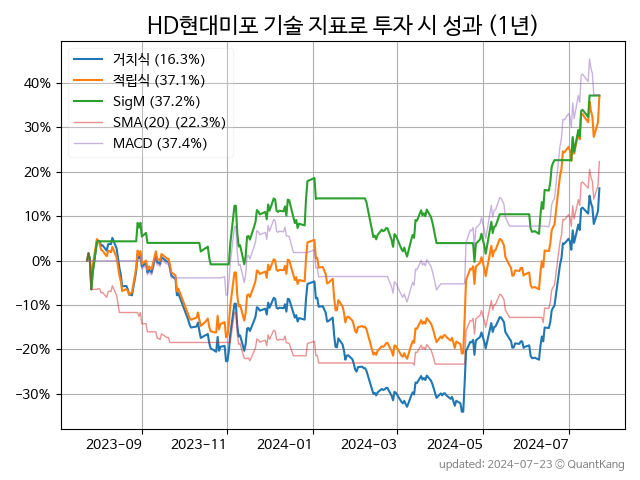 HD현대미포 기술 지표로 투자 시 성과 (1년)
거치식 (16.3%)
적립식 (37.1%)
SigM (37.2%)
SMA(20) (22.3%)
MACD (37.4%)
40%
30%
20%
10%
0%
−10%
−20%
−30%
2023-09 2023-11 2024-01 2024-03 2024-05 2024-07
updated: 2024-07-23 ⓒ QuantKang